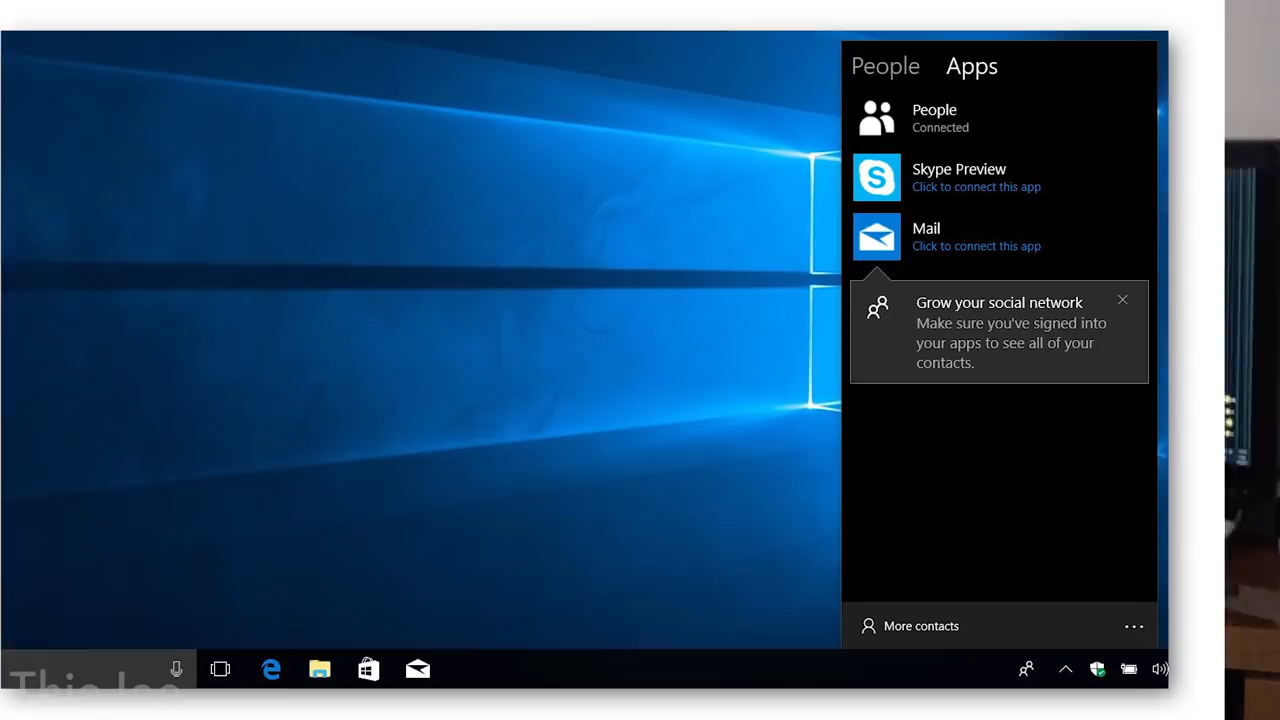 People Apps
People
Connected
Skype Preview
Click to connect this app
Mail
Click to connect this app
Grow your social network
Make sure you've signed into
your apps to see all of your
contacts.
More contacts